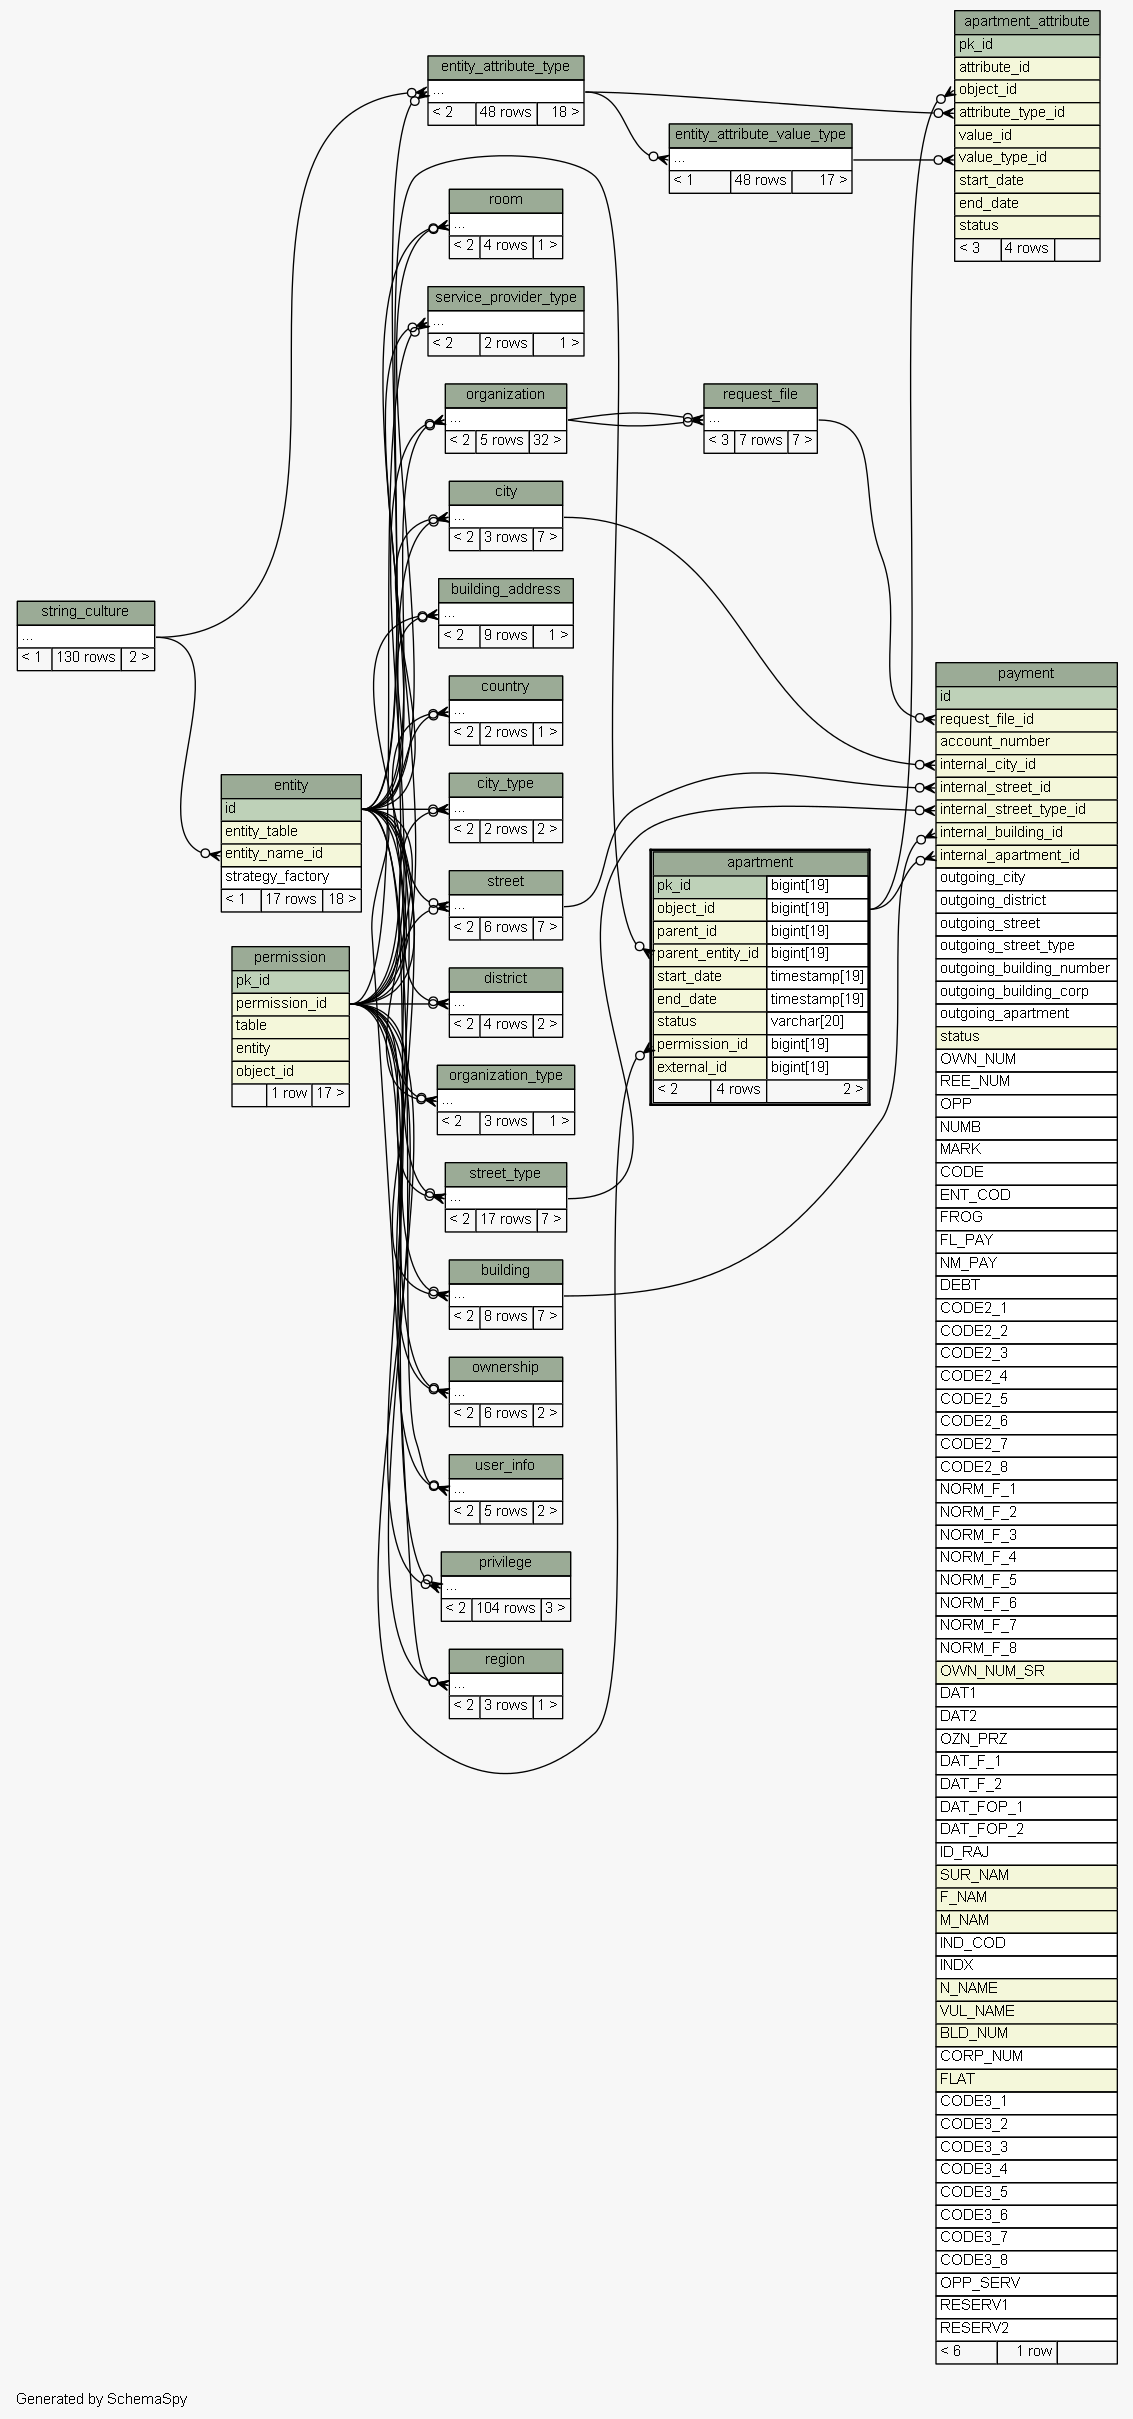 apartment_attribute
pk_id
attribute_id
object_id
attribute_type_id
value_id
value_type_id
start_date
end_date
status
< 3 4 rows
entity_attribute_type
...
< 2 48 rows 18 >
entity_attribute_value_type
...
< 1 48 rows 17 >
room
...
< 2 4 rows 1 >
service_provider_type
...
< 2 2 rows 1 >
organization
...
< 2 5 rows 32 >
request_file
...
< 3 7 rows 7 >
city
...
< 2 3 rows 7 >
building_address
...
< 2 9 rows 1 >
string_culture
...
< 1 130 rows 2 >
country
...
< 2 2 rows 1 >
city_type
...
< 2 2 rows 2 >
entity
id
entity_table
entity_name_id
strategy_factory
< 1 17 rows 18 >
street
...
< 2 6 rows 7 >
permission
pk_id
permission_id
table
entity
object_id
1 row 17 >
district
...
< 2 4 rows 2 >
apartment
pk_id bigint[19]
object_id bigint[19]
parent_id bigint[19]
parent_entity_id bigint[19]
start_date timestamp[19]
end_date timestamp[19]
status varchar[20]
permission_id bigint[19]
external_id bigint[19]
< 2 4 rows 2 >
organization_type
...
< 2 3 rows 1 >
street_type
...
< 2 17 rows 7 >
building
...
< 2 8 rows 7 >
ownership
...
< 2 6 rows 2 >
user_info
...
< 2 5 rows 2 >
privilege
...
< 2 104 rows 3 >
region
...
< 2 3 rows 1 >
payment
id
request_file_id
account_number
internal_city_id
internal_street_id
internal_street_type_id
internal_building_id
internal_apartment_id
outgoing_city
outgoing_district
outgoing_street
outgoing_street_type
outgoing_building_number
outgoing_building_corp
outgoing_apartment
status
OWN_NUM
REE_NUM
OPP
NUMB
MARK
CODE
ENT_COD
FROG
FL_PAY
NM_PAY
DEBT
CODE2_1
CODE2_2
CODE2_3
CODE2_4
CODE2_5
CODE2_6
CODE2_7
CODE2_8
NORM_F_1
NORM_F_2
NORM_F_3
NORM_F_4
NORM_F_5
NORM_F_6
NORM_F_7
NORM_F_8
OWN_NUM_SR
DAT1
DAT2
OZN_PRZ
DAT_F_1
DAT_F_2
DAT_FOP_1
DAT_FOP_2
ID_RAJ
SUR_NAM
F_NAM
M_NAM
IND_COD
INDX
N_NAME
VUL_NAME
BLD_NUM
CORP_NUM
FLAT
CODE3_1
CODE3_2
CODE3_3
CODE3_4
CODE3_5
CODE3_6
CODE3_7
CODE3_8
OPP_SERV
RESERV1
RESERV2
< 6 1 row
Generated by SchemaSpy